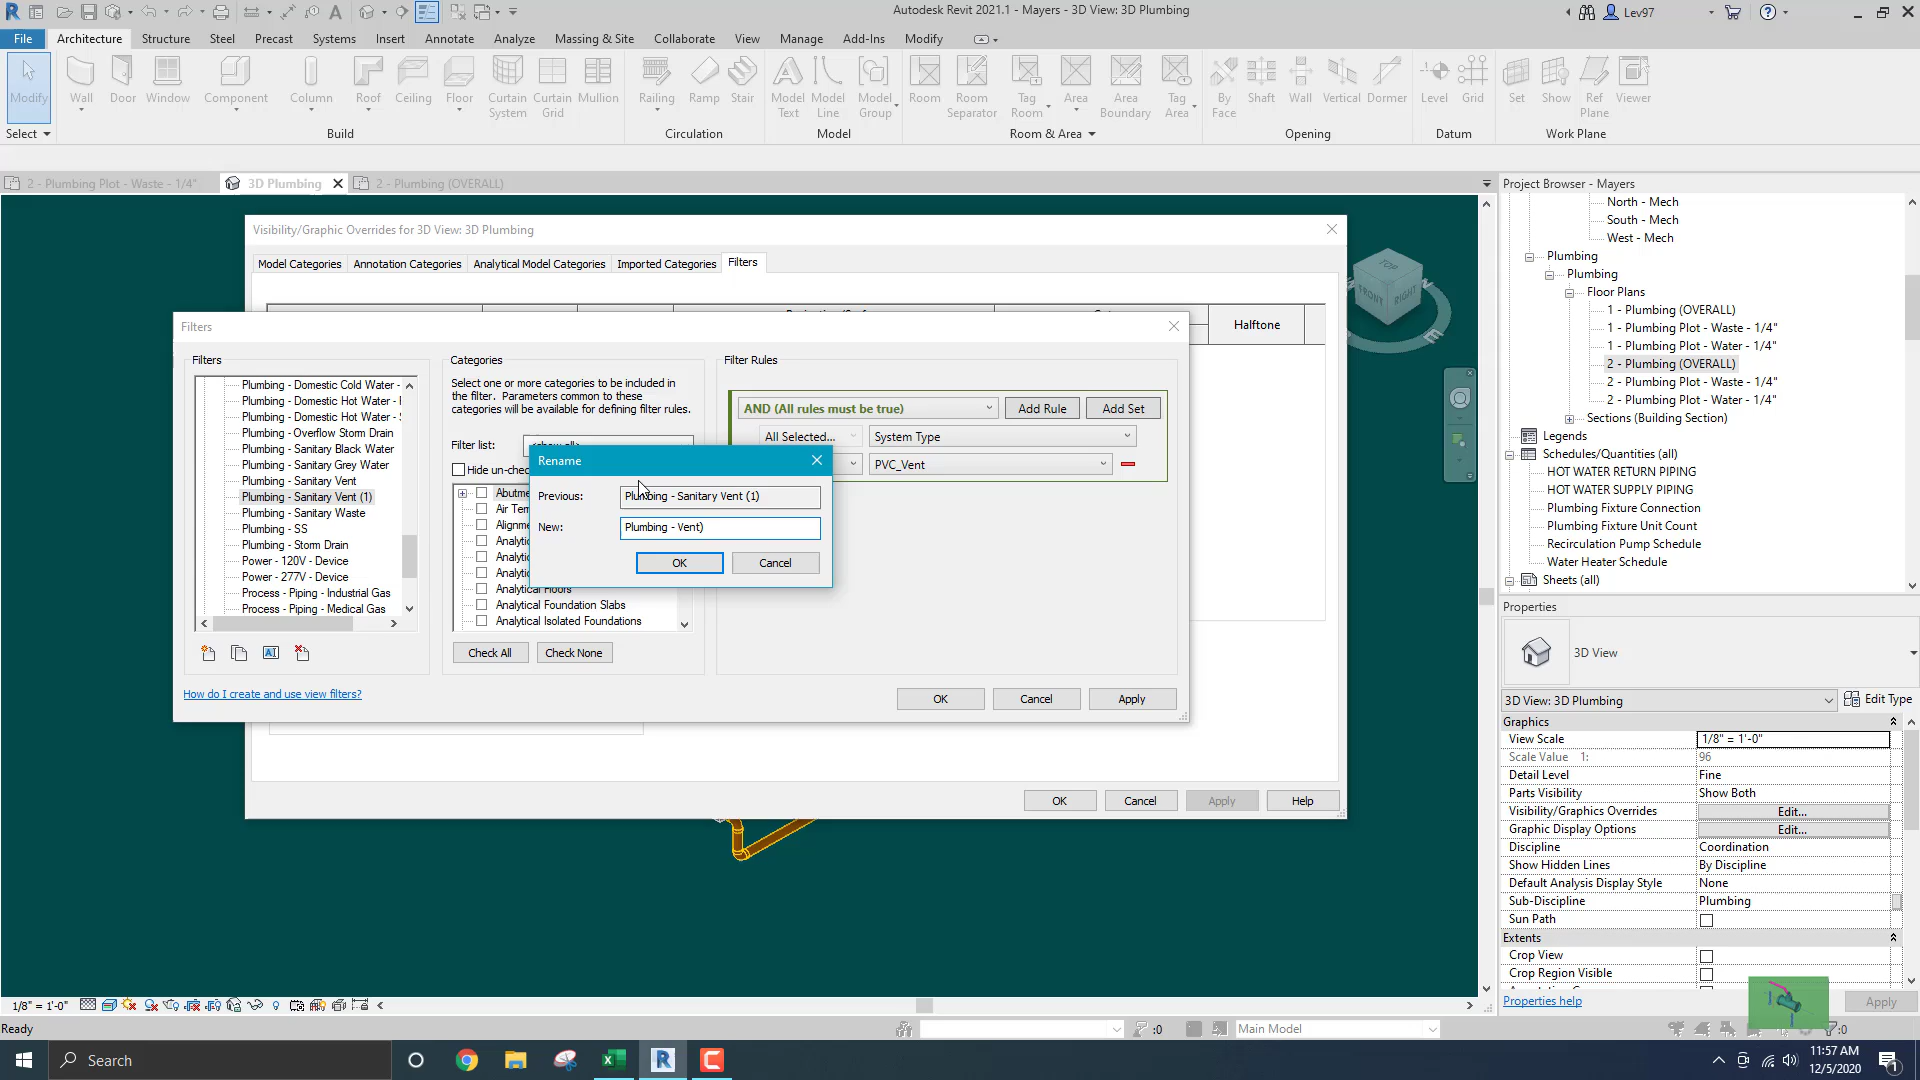 Autodesk Revit 2021.1 - Mayers - 3D View: 3D Plumbing
Lev97
File Architecture Structure Steel Precast Systems Insert Annotate Analyze Massing & Site Collaborate View Manage Add-Ins Modify
Modify Wall Door Window Component Column Roof Ceiling Floor Curtain System Curtain Grid Mullion Railing Ramp Stair Model Text Model Line Model Group Room Room Separator Tag Room Area Area Boundary Tag Area By Face Shaft Wall Vertical Dormer Level Grid Set Show Ref Plane Viewer
Select Build Circulation Model Room & Area Opening Datum Work Plane
2 - Plumbing Plot - Waste - 1/4" 3D Plumbing 2 - Plumbing (OVERALL)
Visibility/Graphic Overrides for 3D View: 3D Plumbing
Model Categories Annotation Categories Analytical Model Categories Imported Categories Filters
Halftone
Filters
Filters
Plumbing - Domestic Cold Water -
Plumbing - Domestic Hot Water -
Plumbing - Domestic Hot Water -
Plumbing - Overflow Storm Drain
Plumbing - Sanitary Black Water
Plumbing - Sanitary Grey Water
Plumbing - Sanitary Vent
Plumbing - Sanitary Vent (1)
Plumbing - Sanitary Waste
Plumbing - SS
Plumbing - Storm Drain
Power - 120V - Device
Power - 277V - Device
Process - Piping - Industrial Gas
Process - Piping - Medical Gas
How do I create and use view filters?
Categories
Select one or more categories to be included in
the filter. Parameters common to these
categories will be available for defining filter rules.
Filter list:
Hide un-che
Abutme
Air Ter
Alignm
Analytic
Analytic
Analytic
Analytical Floors
Analytical Foundation Slabs
Analytical Isolated Foundations
Check All Check None
Filter Rules
AND (All rules must be true) Add Rule Add Set
All Selected... System Type
PVC_Vent
OK Cancel Apply
Rename
Previous: Plumbing - Sanitary Vent (1)
New: Plumbing - Vent)
OK Cancel
OK Cancel Apply Help
FRONT RIGHT TOP
E
Project Browser - Mayers
North - Mech
South - Mech
West - Mech
Plumbing
Plumbing
Floor Plans
1 - Plumbing (OVERALL)
1 - Plumbing Plot - Waste - 1/4"
1 - Plumbing Plot - Water - 1/4"
2 - Plumbing (OVERALL)
2 - Plumbing Plot - Waste - 1/4"
2 - Plumbing Plot - Water - 1/4"
Sections (Building Section)
Legends
Schedules/Quantities (all)
HOT WATER RETURN PIPING
HOT WATER SUPPLY PIPING
Plumbing Fixture Connection
Plumbing Fixture Unit Count
Recirculation Pump Schedule
Water Heater Schedule
Sheets (all)
Properties
3D View
3D View: 3D Plumbing Edit Type
Graphics
View Scale 1/8" = 1'-0"
Scale Value 1: 96
Detail Level Fine
Parts Visibility Show Both
Visibility/Graphics Overrides Edit...
Graphic Display Options Edit...
Discipline Coordination
Show Hidden Lines By Discipline
Default Analysis Display Style None
Sub-Discipline Plumbing
Sun Path
Extents
Crop View
Crop Region Visible
Properties help Apply
1/8" = 1'-0"
Ready :0 Main Model :0
Search
11:57 AM
12/5/2020
1